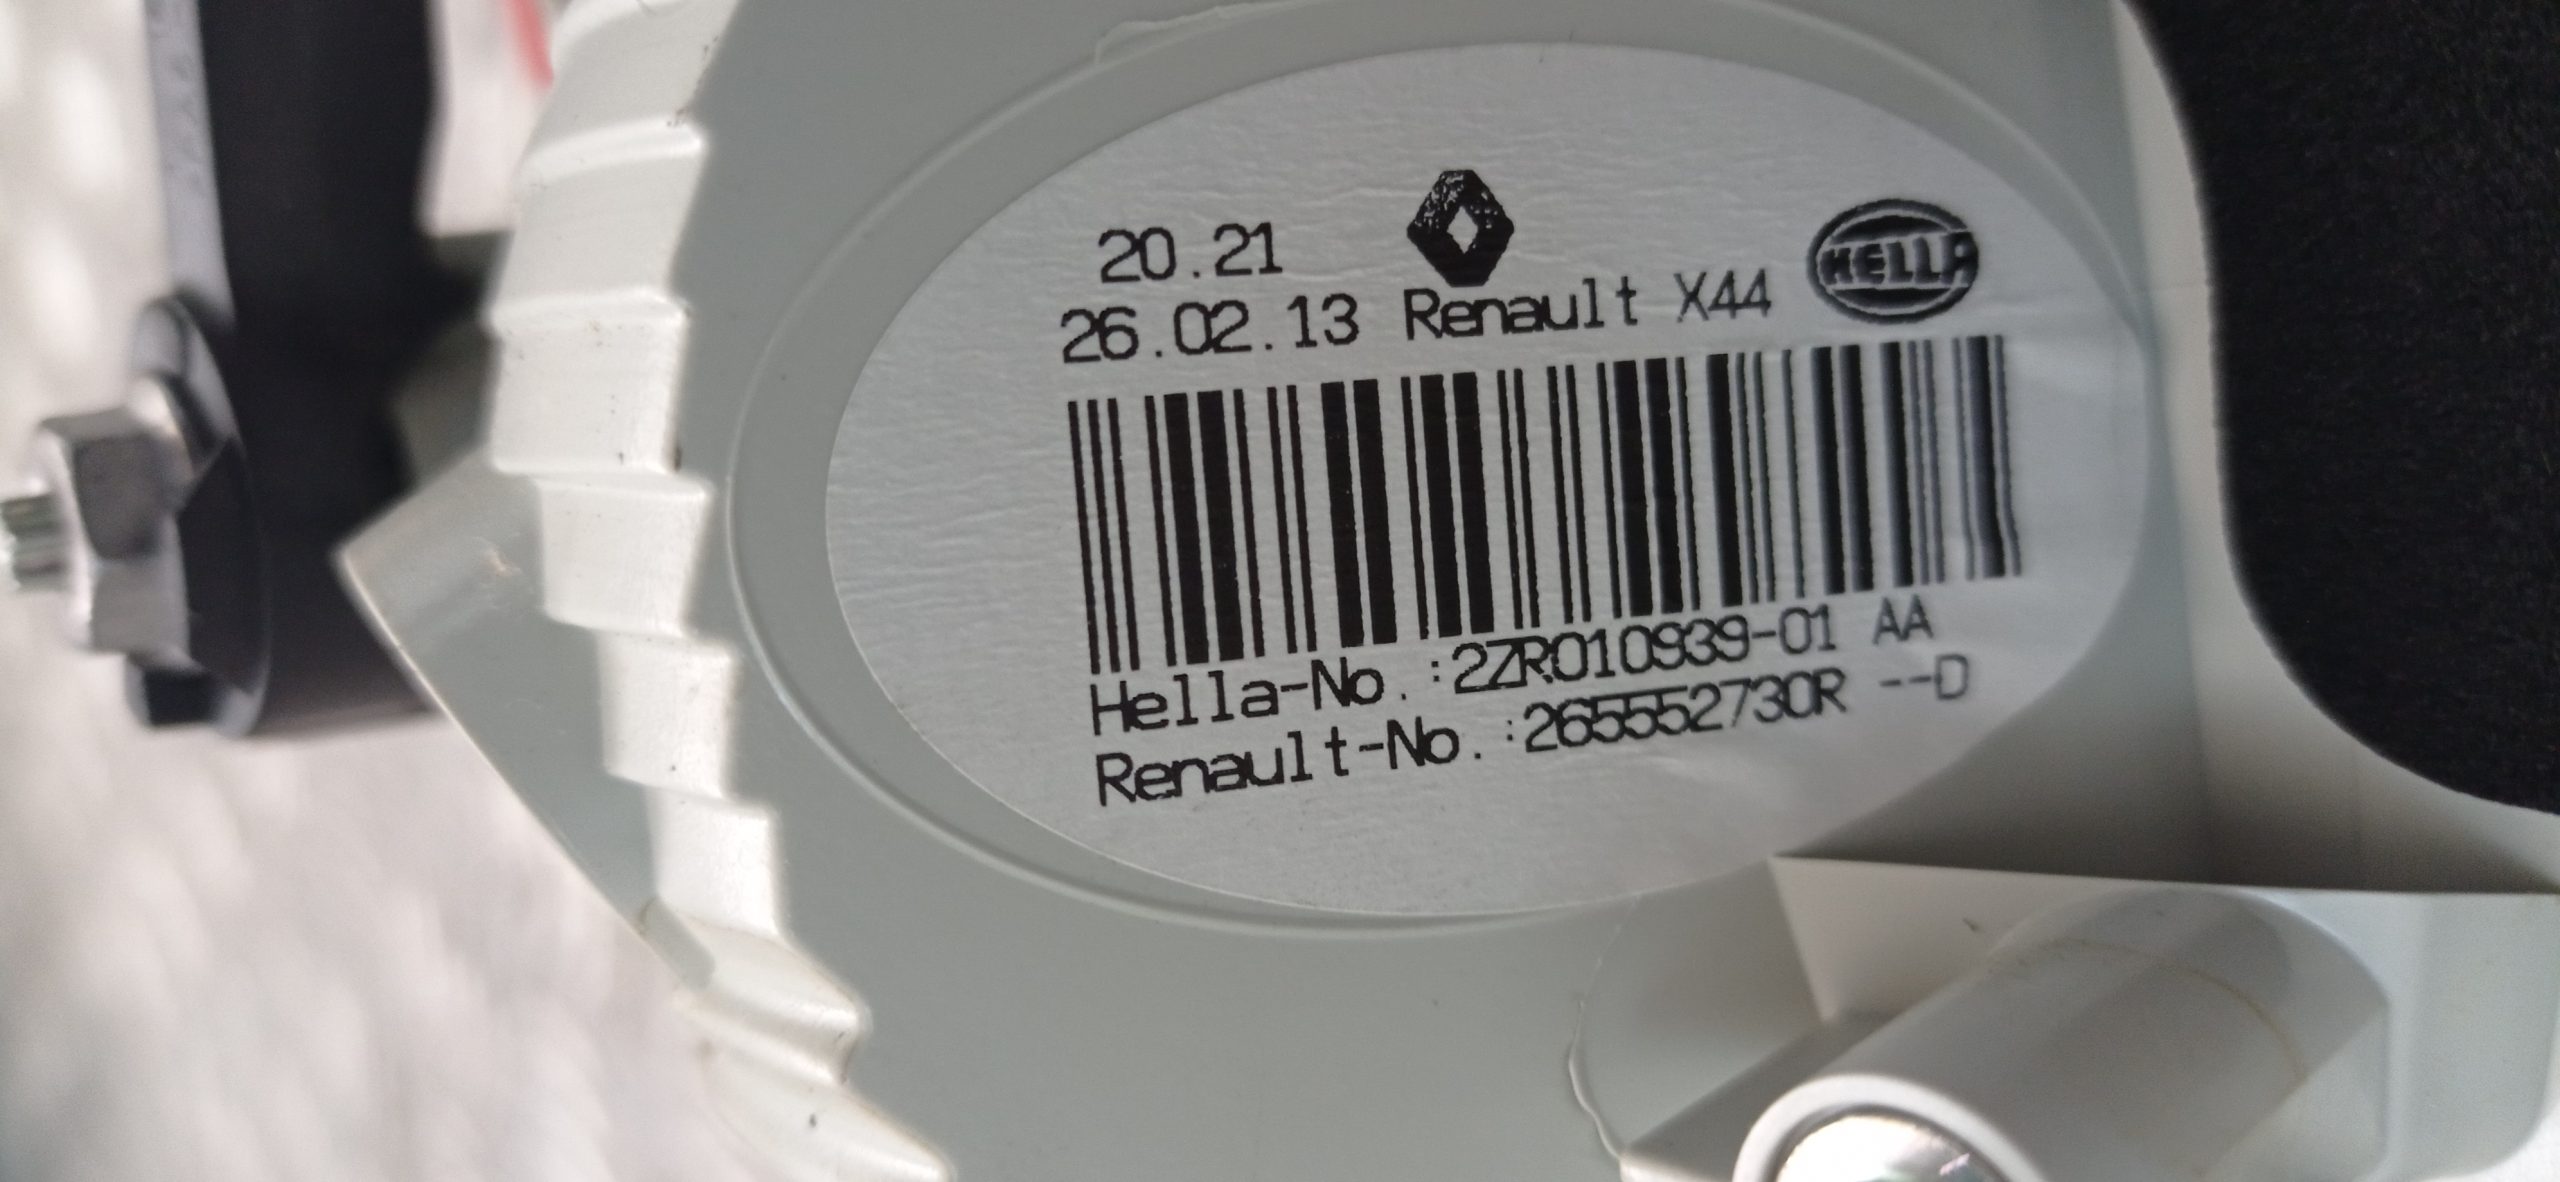 20.21
26.02.13 Renault X44 HELLA
Hella-No.:2ZR010939-01 AA
Renault-No.:265552730R --D